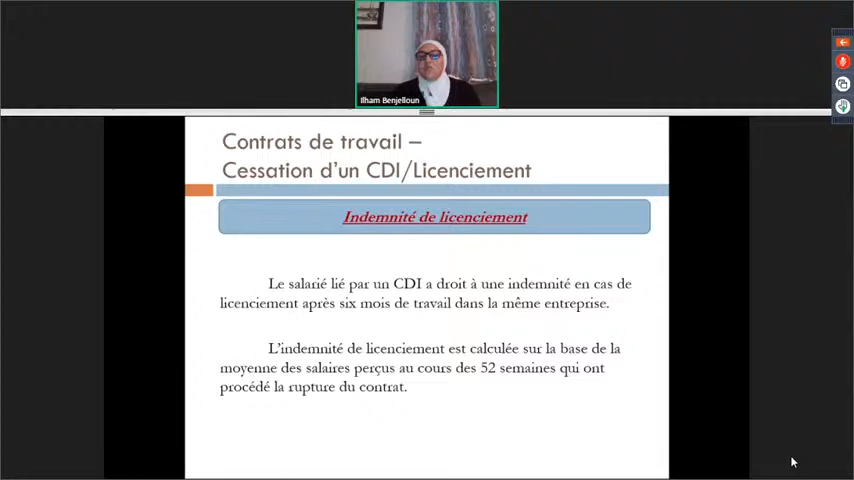 Ilham Benjelloun
Contrats de travail –
Cessation d'un CDI/Licenciement
Indemnité de licenciement
Le salarié lié par un CDI a droit à une indemnité en cas de
licenciement après six mois de travail dans la même entreprise.
L'indemnité de licenciement est calculée sur la base de la
moyenne des salaires perçus au cours des 52 semaines qui ont
procédé la rupture du contrat.